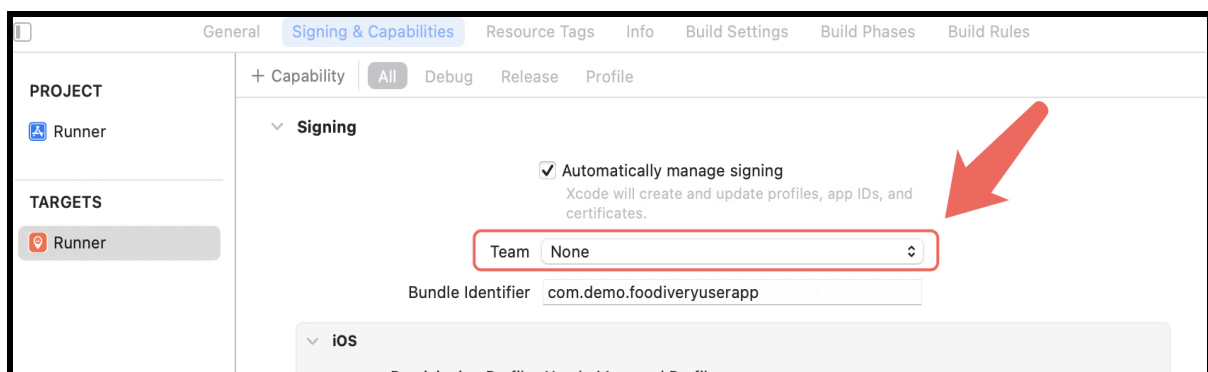 General Signing & Capabilities Resource Tags Info Build Settings Build Phases Build Rules
+ Capability All Debug Release Profile
PROJECT
Runner
TARGETS
Runner
Signing
Automatically manage signing
Xcode will create and update profiles, app IDs, and
certificates.
Team None
Bundle Identifier com.demo.foodiveryuserapp
iOS